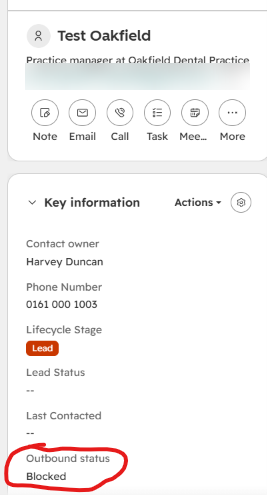 Test Oakfield
Practice manager at Oakfield Dental Practice
Note Email Call Task Mee... More
Key information Actions
Contact owner
Harvey Duncan
Phone Number
0161 000 1003
Lifecycle Stage
Lead
Lead Status
--
Last Contacted
--
Outbound status
Blocked